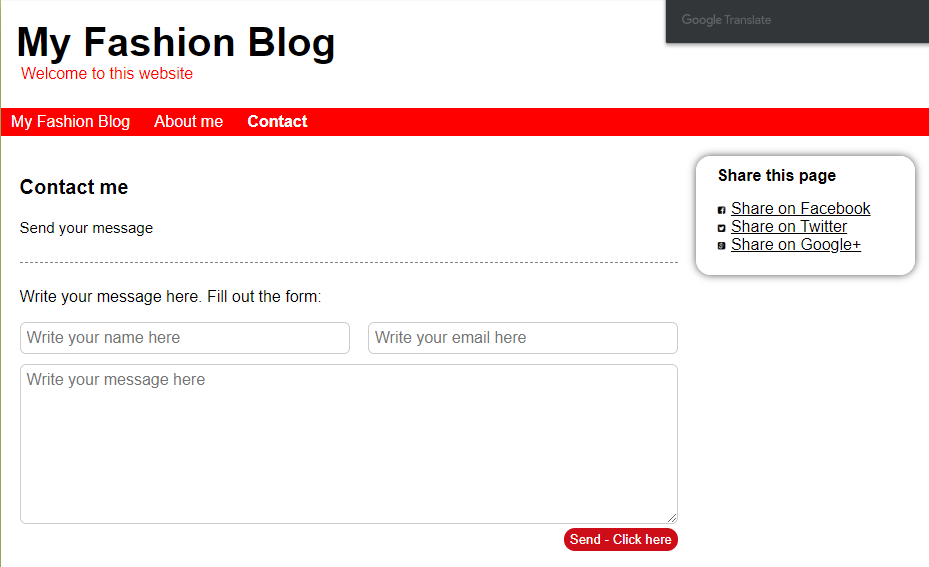 My Fashion Blog
Google Translate
Welcome to this website
My Fashion Blog About me Contact
Contact me
Send your message
Write your message here. Fill out the form:
Write your name here Write your email here
Write your message here
Send - Click here
Share this page
Share on Facebook
Share on Twitter
Share on Google+